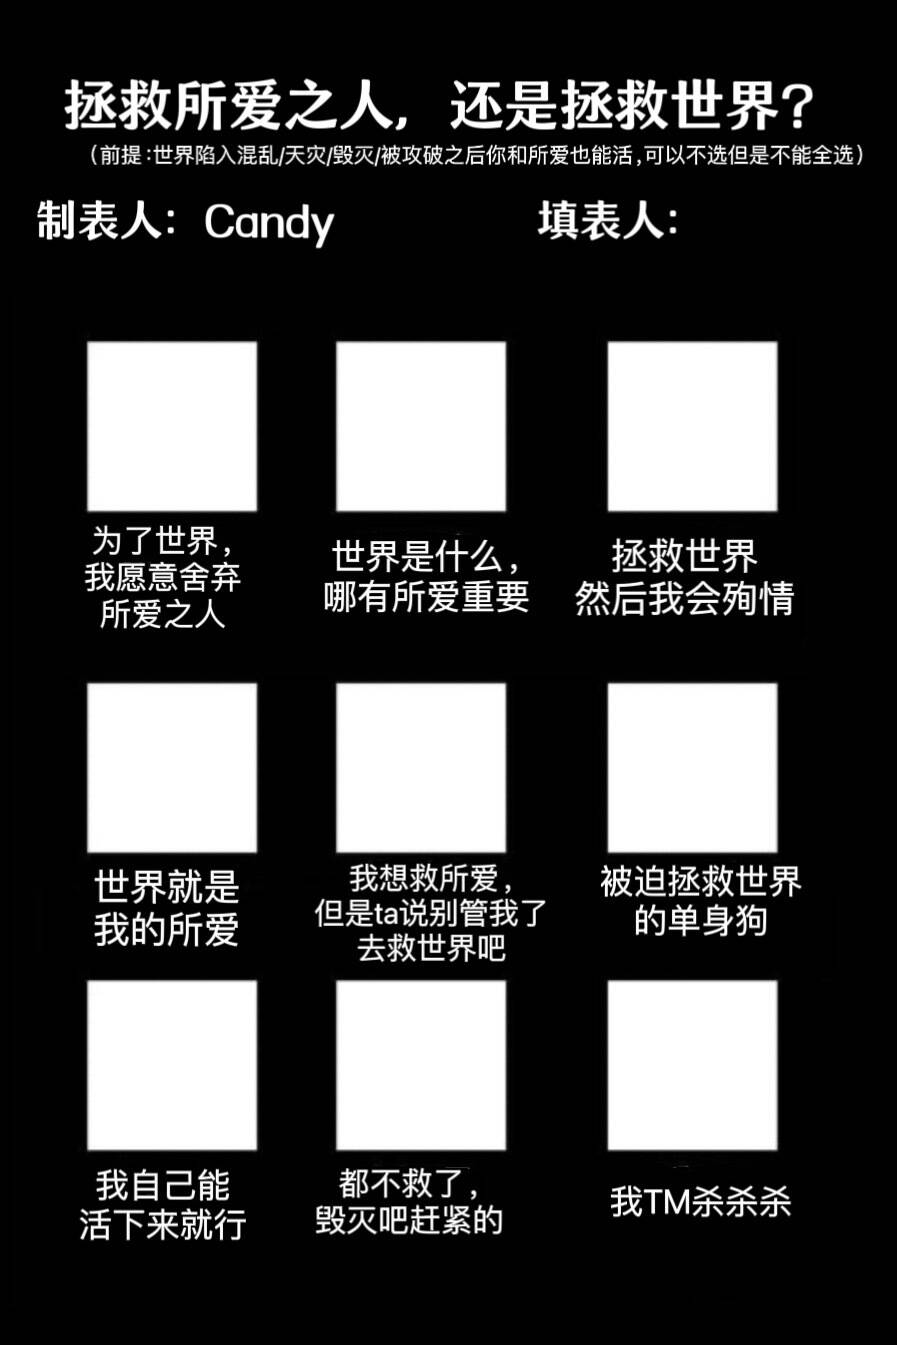 拯救所爱之人，还是拯救世界？
（前提:世界陷入混乱/天灾/毁灭/被攻破之后你和所爱也能活,可以不选但是不能全选）
制表人：Candy
填表人：
为了世界，
我愿意舍弃
所爱之人
世界是什么，
哪有所爱重要
拯救世界
然后我会殉情
世界就是
我的所爱
我想救所爱，
但是ta说别管我了
去救世界吧
被迫拯救世界
的单身狗
我自己能
活下来就行
都不救了，
毁灭吧赶紧的
我TM杀杀杀